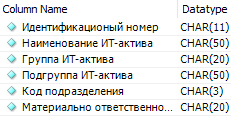 Column Name Datatype
Идентификационый номер CHAR(11)
Наименование ИТ-актива CHAR(50)
Группа ИТ-актива CHAR(20)
Подгруппа ИТ-актива CHAR(50)
Код подразделения CHAR(3)
Материально ответственно... CHAR(20)